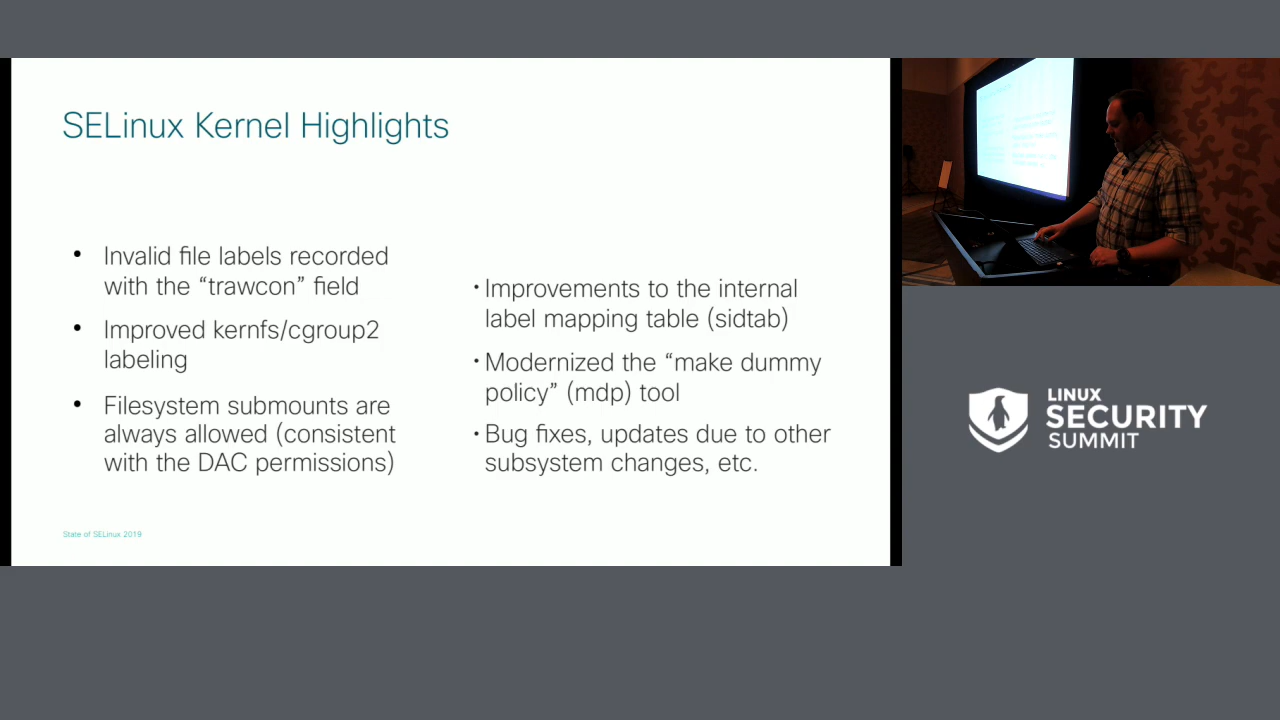 SELinux Kernel Highlights
• Invalid file labels recorded
with the “trawcon” field
• Improved kernfs/cgroup2
labeling
• Filesystem submounts are
always allowed (consistent
with the DAC permissions)
• Improvements to the internal
label mapping table (sidtab)
• Modernized the “make dummy
policy” (mdp) tool
• Bug fixes, updates due to other
subsystem changes, etc.
State of SELinux 2019
LINUX
SECURITY
SUMMIT